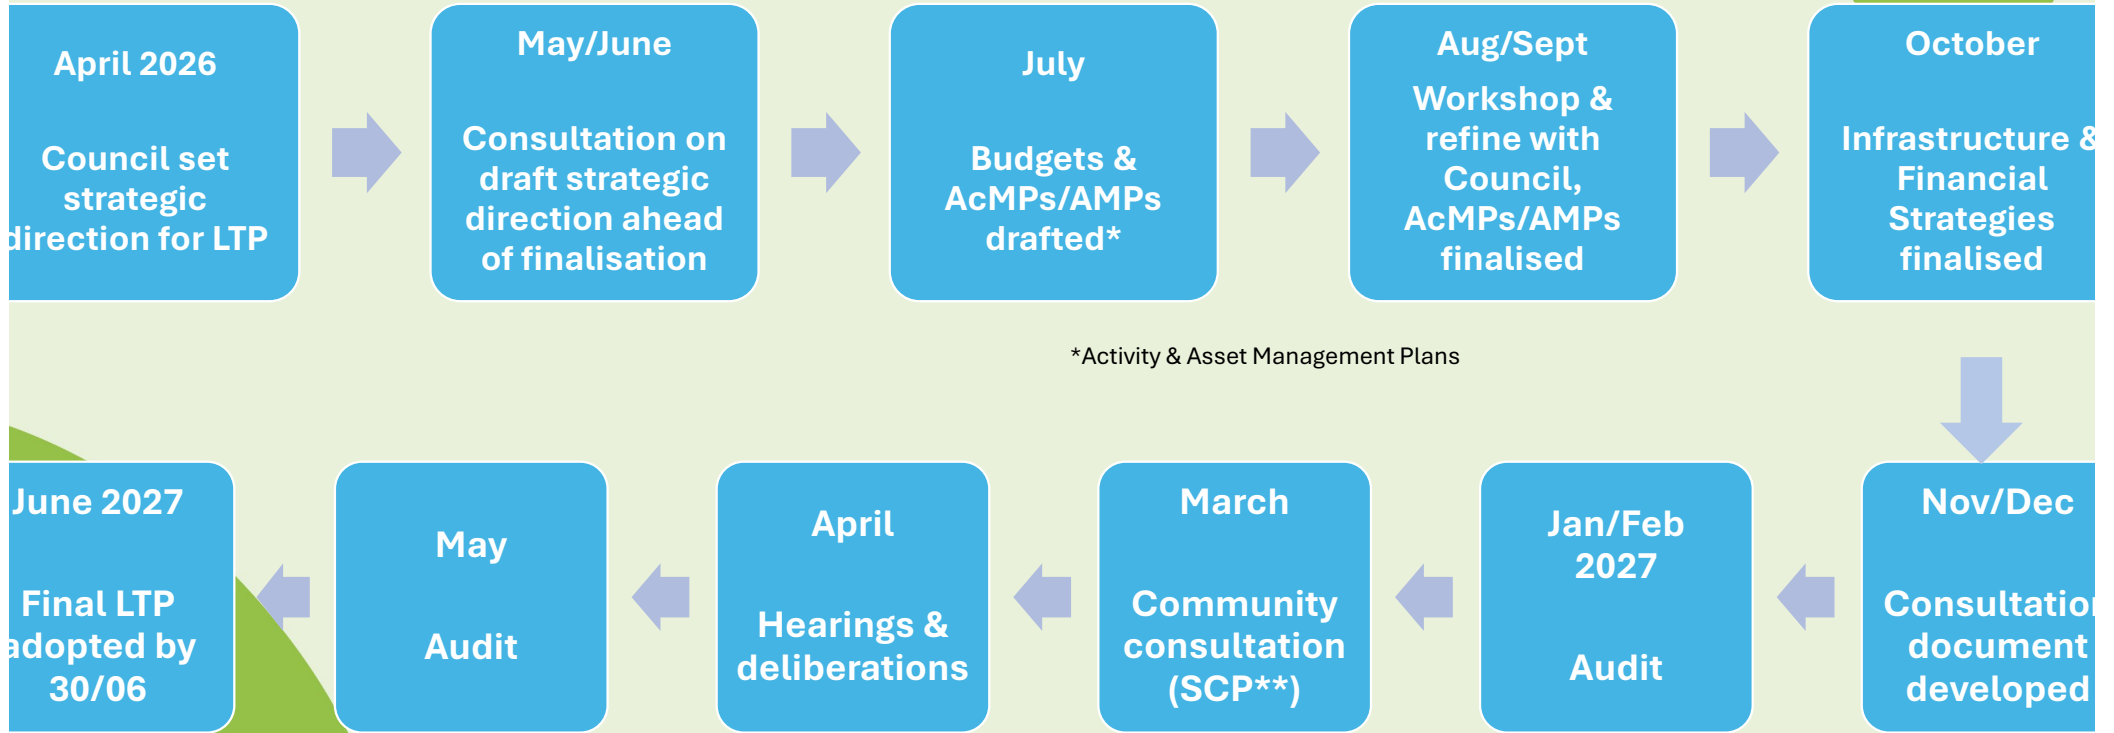 April 2026
Council set
strategic
direction for LTP
May/June
Consultation on
draft strategic
direction ahead
of finalisation
July
Budgets &
AcMPs/AMPs
drafted*
Aug/Sept
Workshop &
refine with
Council,
AcMPs/AMPs
finalised
October
Infrastructure &
Financial
Strategies
finalised
*Activity & Asset Management Plans
Nov/Dec
Consultation
document
developed
Jan/Feb
2027
Audit
March
Community
consultation
(SCP**)
April
Hearings &
deliberations
May
Audit
June 2027
Final LTP
adopted by
30/06